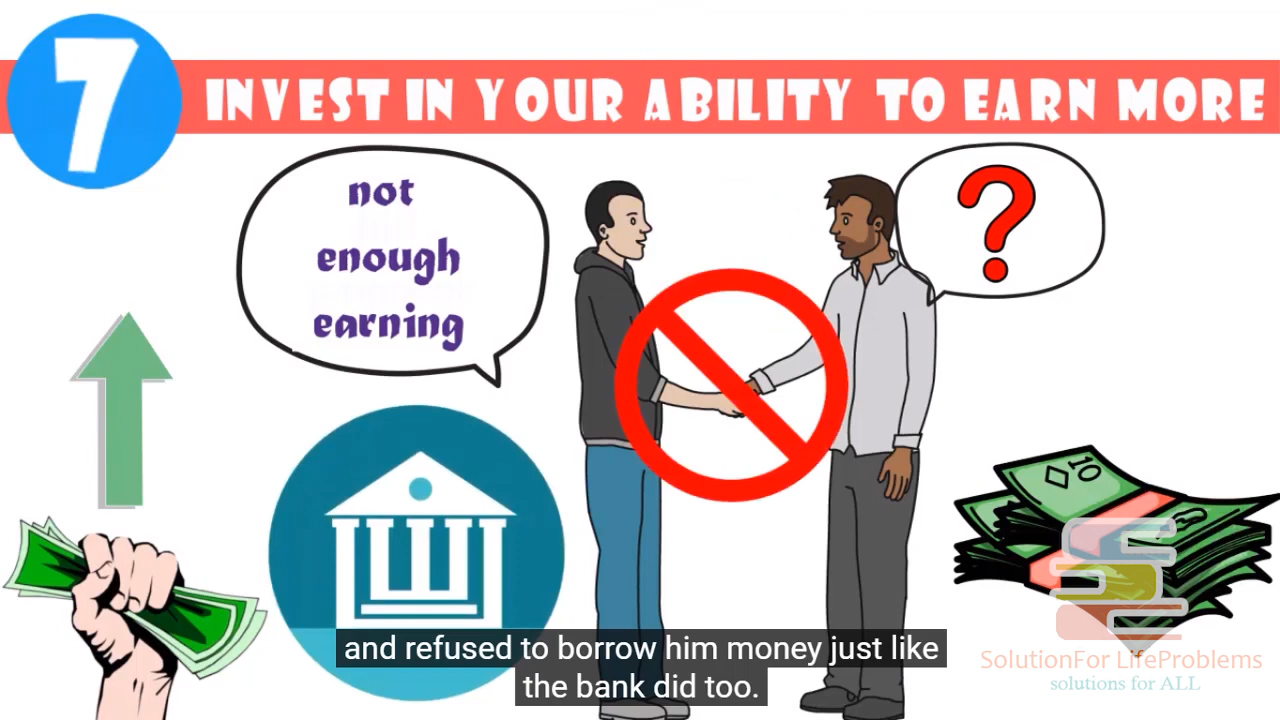 7
INVEST IN YOUR ABILITY TO EARN MORE
not
enough
earning
?
10
and refused to borrow him money just like
the bank did too.
SolutionFor LifeProblems
solutions for ALL